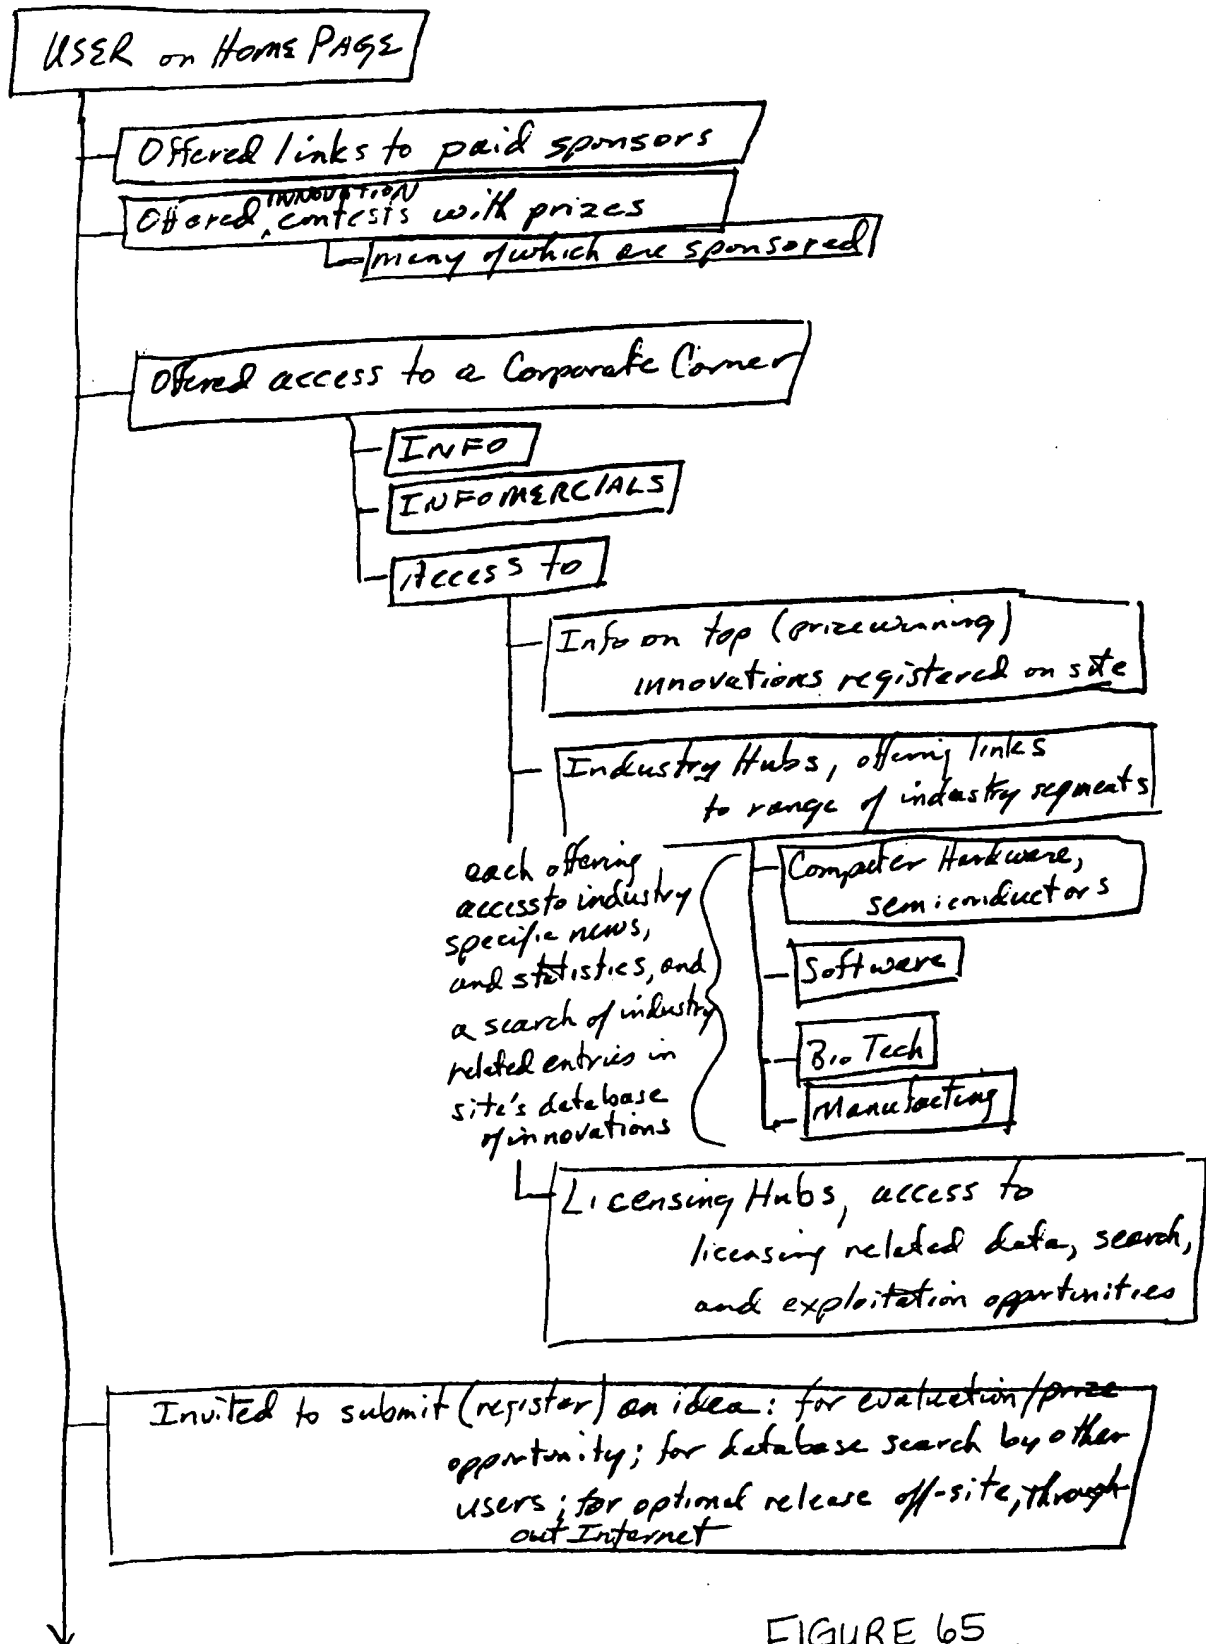 USER on HOME PAGE
Offered links to paid sponsors
INNOVATION
Offered contests with prizes
many of which are sponsored
Offered access to a Corporate Corner
INFO
INFOMERCIALS
Access to
Info on top (prizewinning)
innovations registered on site
Industry Hubs, offering links
to range of industry segments
each offering
access to industry
specific news,
and statistics, and
a search of industry
related entries in
site's database
of innovations
Computer Hardware,
semiconductors
Software
Bio Tech
Manufacting
Licensing Hubs, access to
licensing related data, search,
and exploitation opportunities
Invited to submit (register) an idea: for evaluation/prize
opportunity; for database search by other
users; for optional release off-site, through
out Internet
FIGURE 65